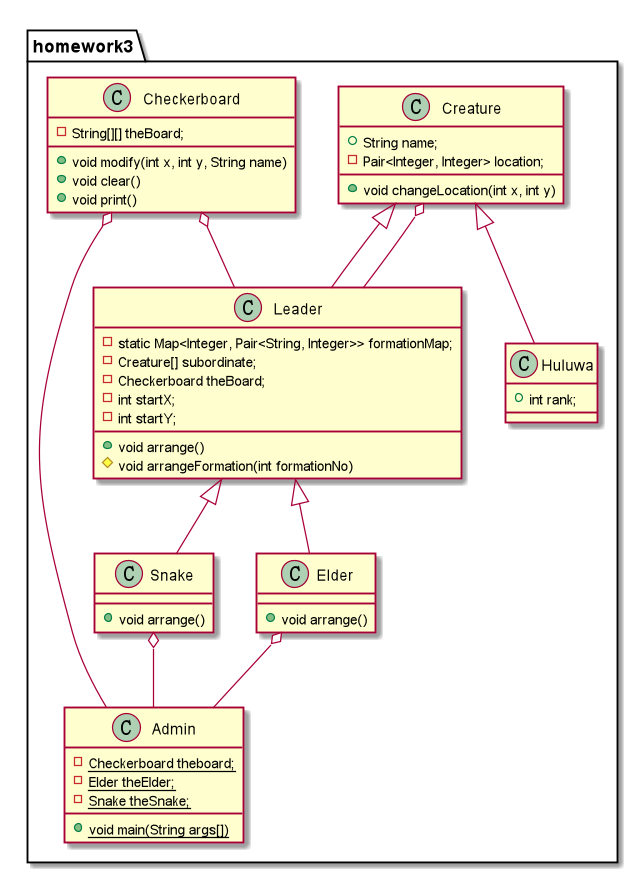 homework3
C Checkerboard
String[][] theBoard;
void modify(int x, int y, String name)
void clear()
void print()
C Creature
String name;
Pair<Integer, Integer> location;
void changeLocation(int x, int y)
C Leader
static Map<Integer, Pair<String, Integer>> formationMap;
Creature[] subordinate;
Checkerboard theBoard;
int startX;
int startY;
void arrange()
void arrangeFormation(int formationNo)
C Huluwa
int rank;
C Snake
void arrange()
C Elder
void arrange()
C Admin
Checkerboard theboard;
Elder theElder;
Snake theSnake;
void main(String args[])